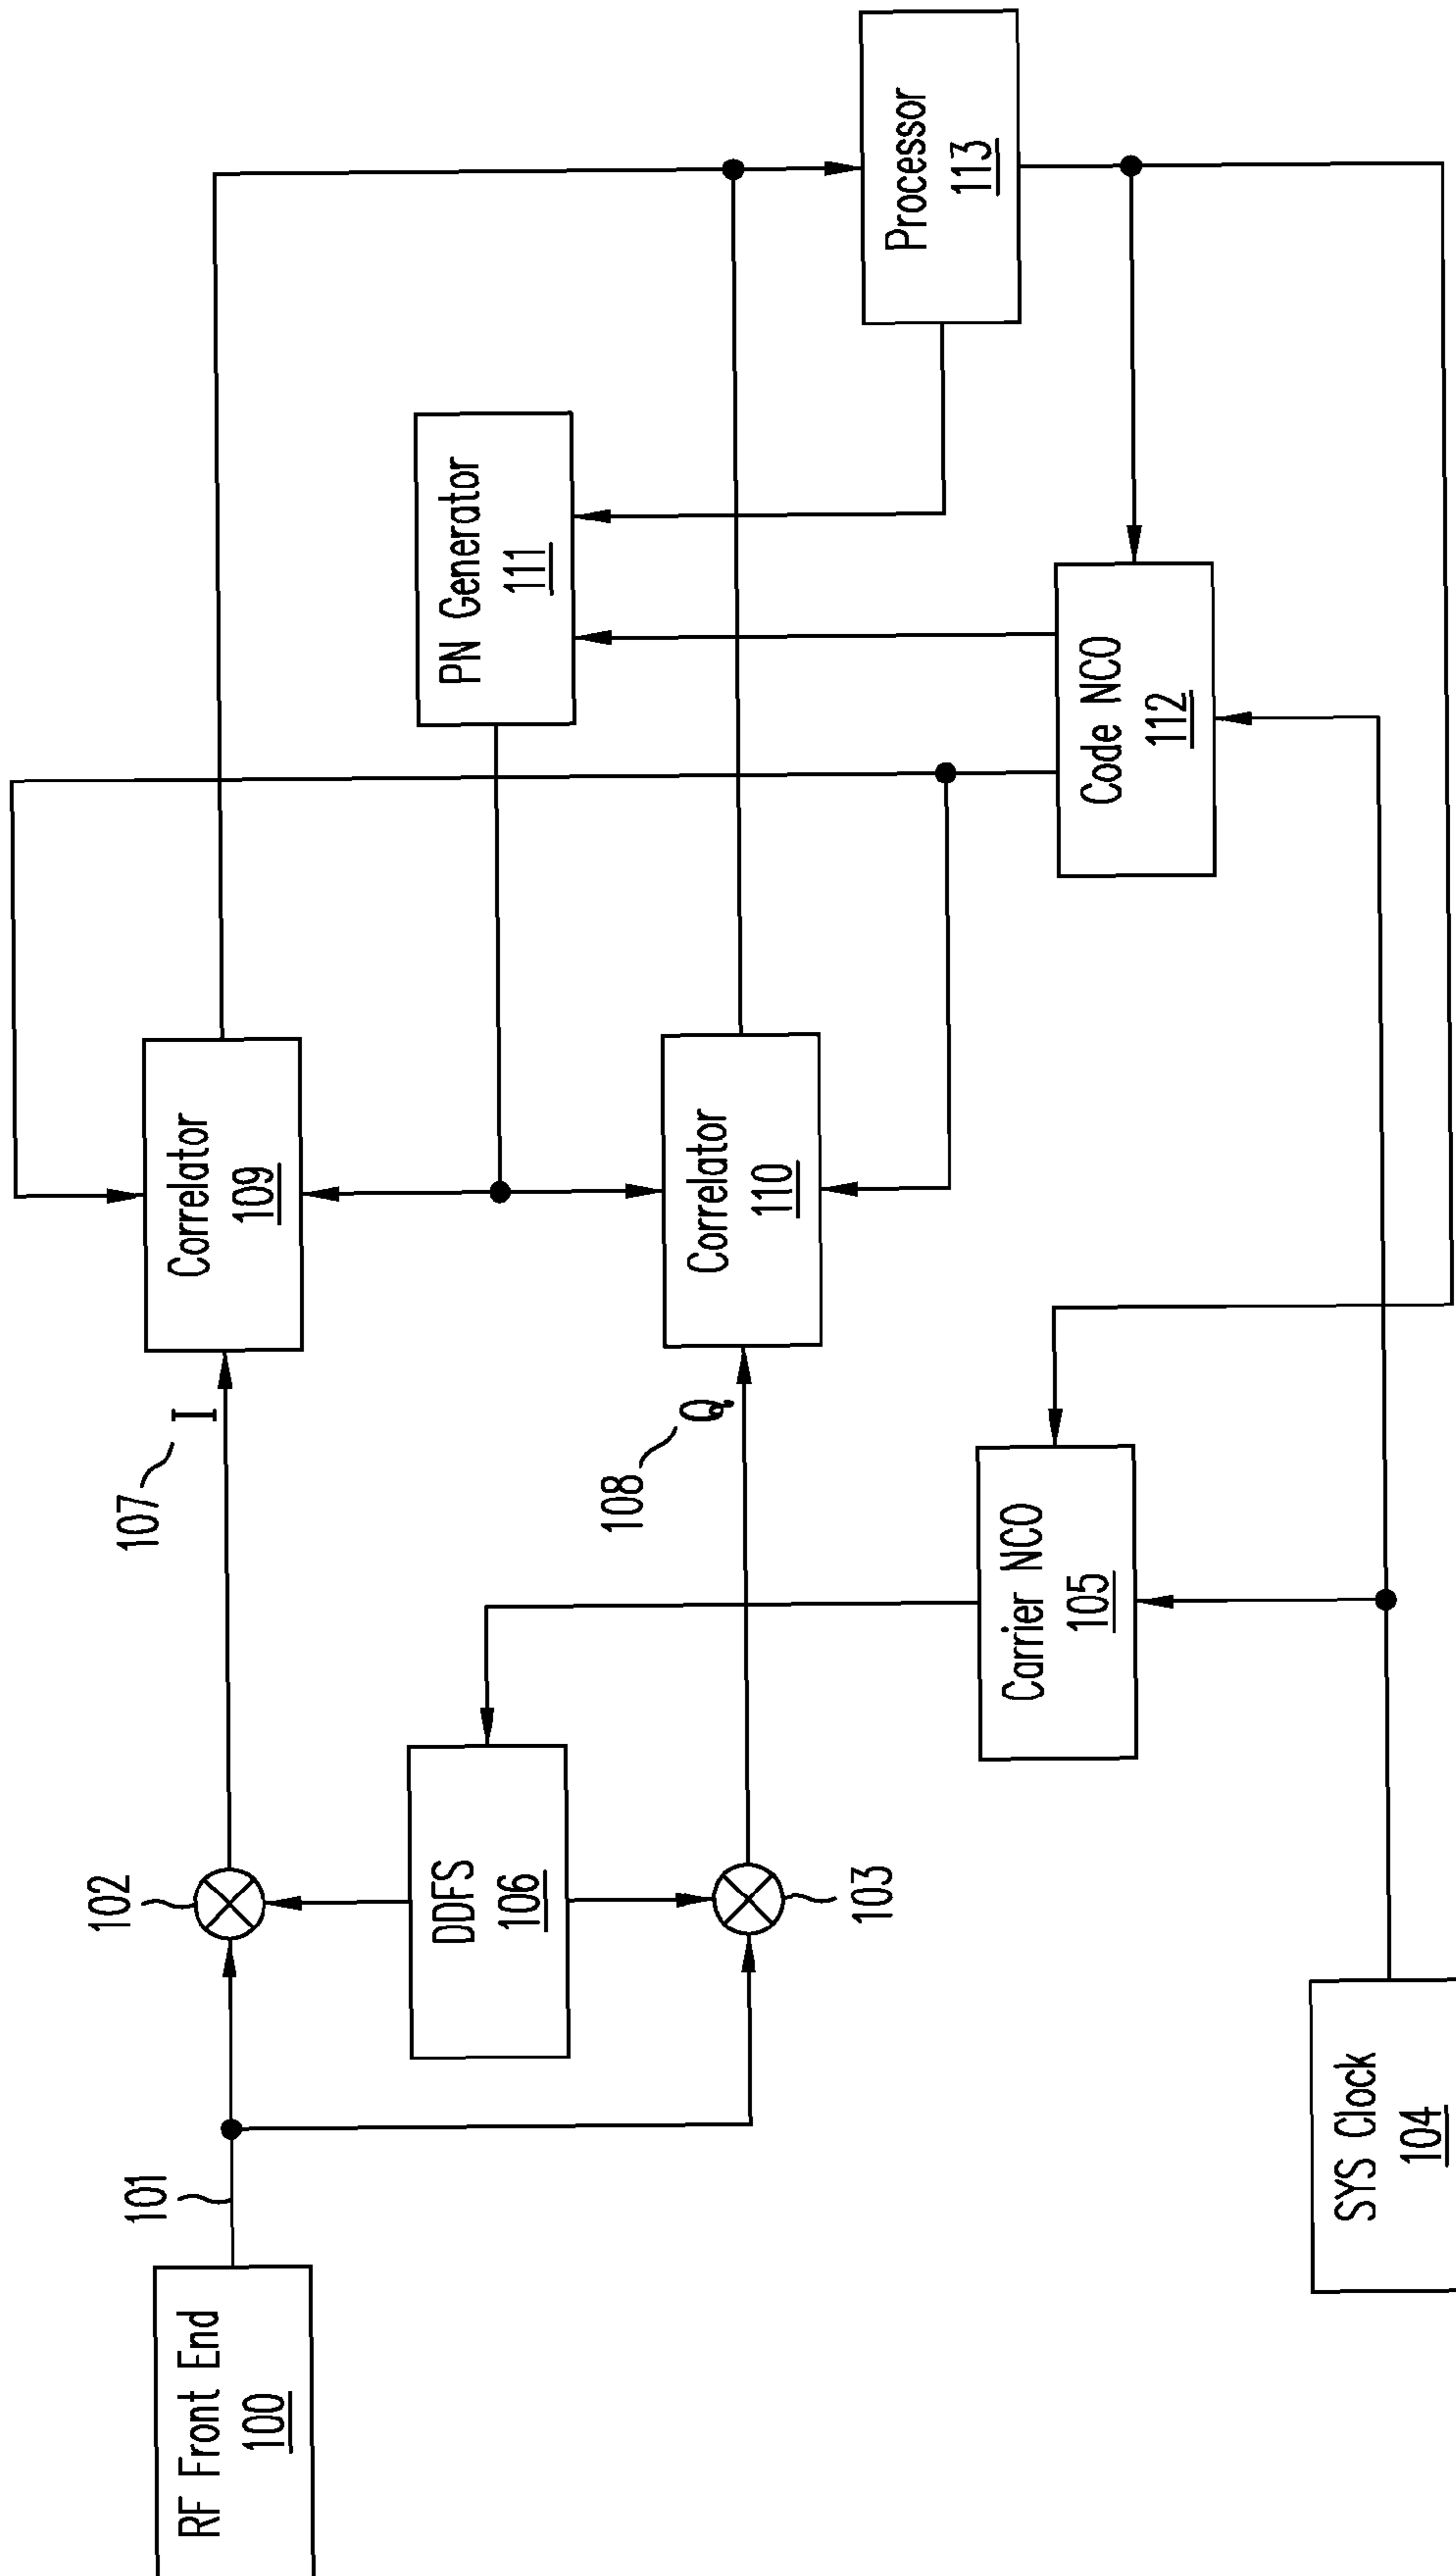 RF Front End
100
101
102
107
I
Correlator
109
DDFS
106
PN Generator
111
103
108
Q
Correlator
110
Processor
113
Carrier NCO
105
Code NCO
112
SYS Clock
104